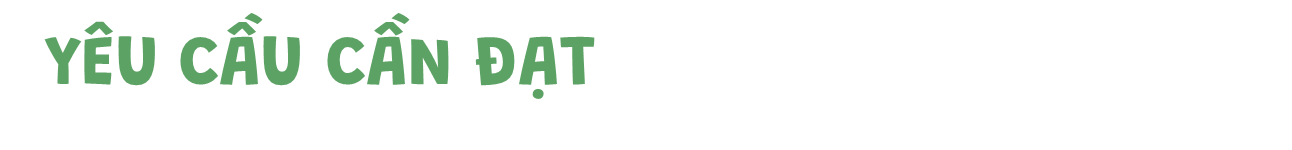 YÊU CẦU CẦN ĐẠT